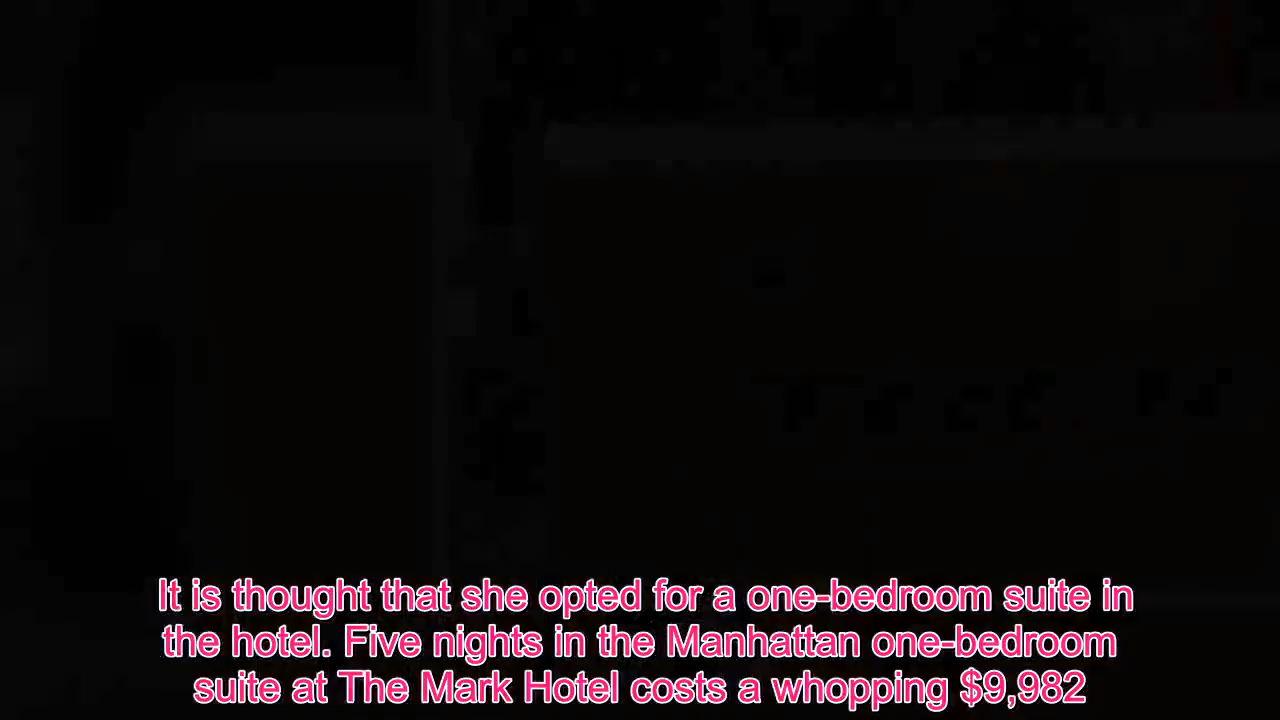 It is thought that she opted for a one-bedroom suite in
the hotel. Five nights in the Manhattan one-bedroom
suite at The Mark Hotel costs a whopping $9,982